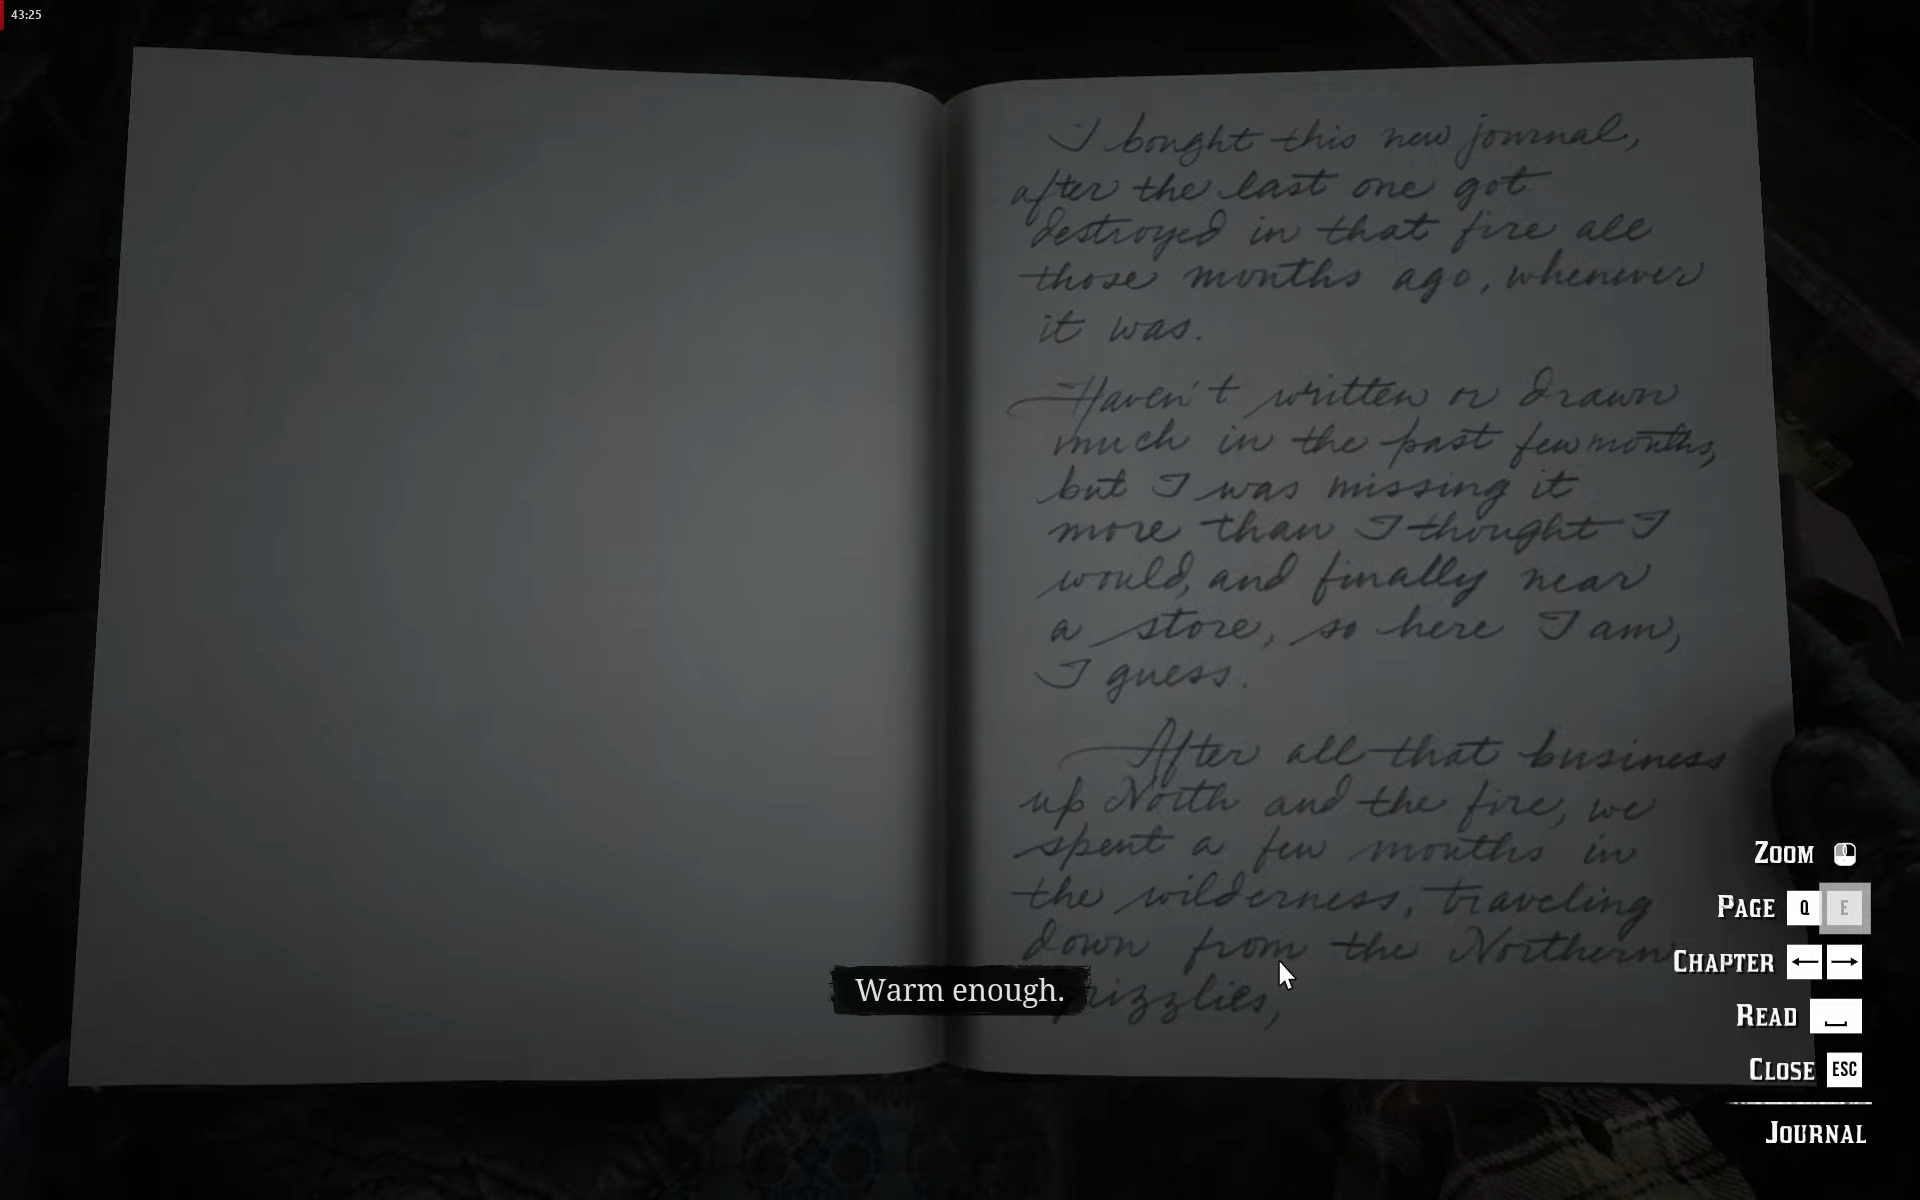 43:25
I bought this new journal,
after the last one got
destroyed in that fire all
those months ago, whenever
it was.
Haven't written or drawn
much in the past few months,
but I was missing it
more than I thought I
would, and finally near
a store, so here I am,
I guess.
After all that business
up North and the fire, we
spent a few months in
the wilderness, traveling
down from the Northern
rizzlies,
Warm enough.
Zoom
Page Q E
Chapter ← →
Read
Close ESC
Journal